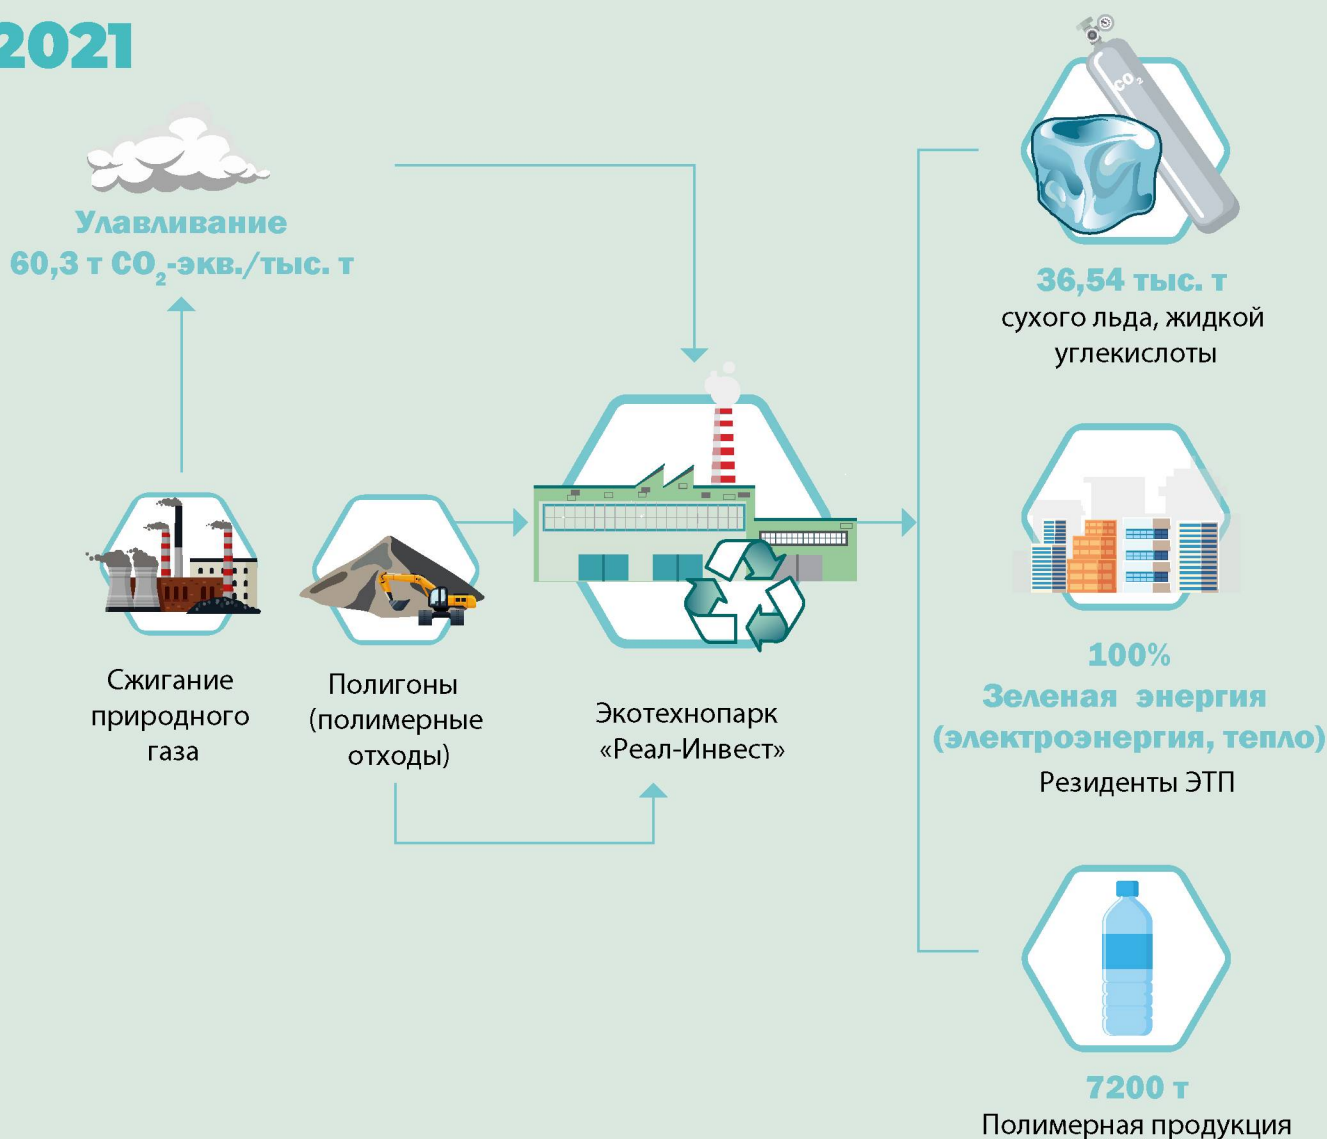 2021
CO₂
Улавливание
60,3 т CO₂-экв./тыс. т
36,54 тыс. т
сухого льда, жидкой
углекислоты
Сжигание
природного
газа
Полигоны
(полимерные
отходы)
Экотехнопарк
«Реал-Инвест»
100%
Зеленая энергия
(электроэнергия, тепло)
Резиденты ЭТП
7200 т
Полимерная продукция